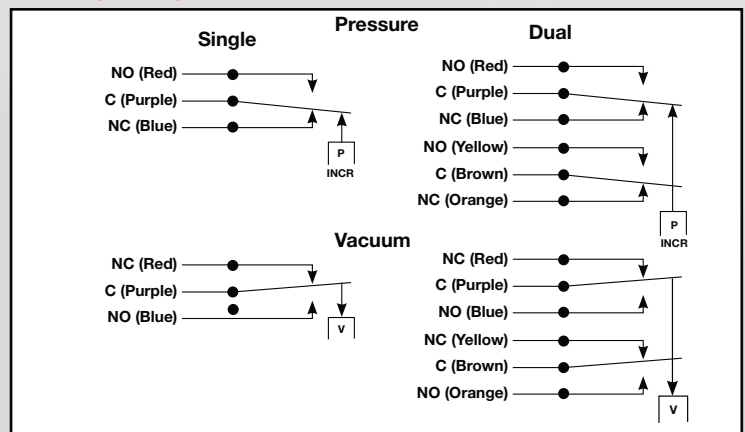 Pressure
Single
Dual
NO (Red)
C (Purple)
NC (Blue)
P
INCR
NO (Red)
C (Purple)
NC (Blue)
NO (Yellow)
C (Brown)
NC (Orange)
P
INCR
Vacuum
NC (Red)
C (Purple)
NO (Blue)
V
NC (Red)
C (Purple)
NO (Blue)
NC (Yellow)
C (Brown)
NO (Orange)
V